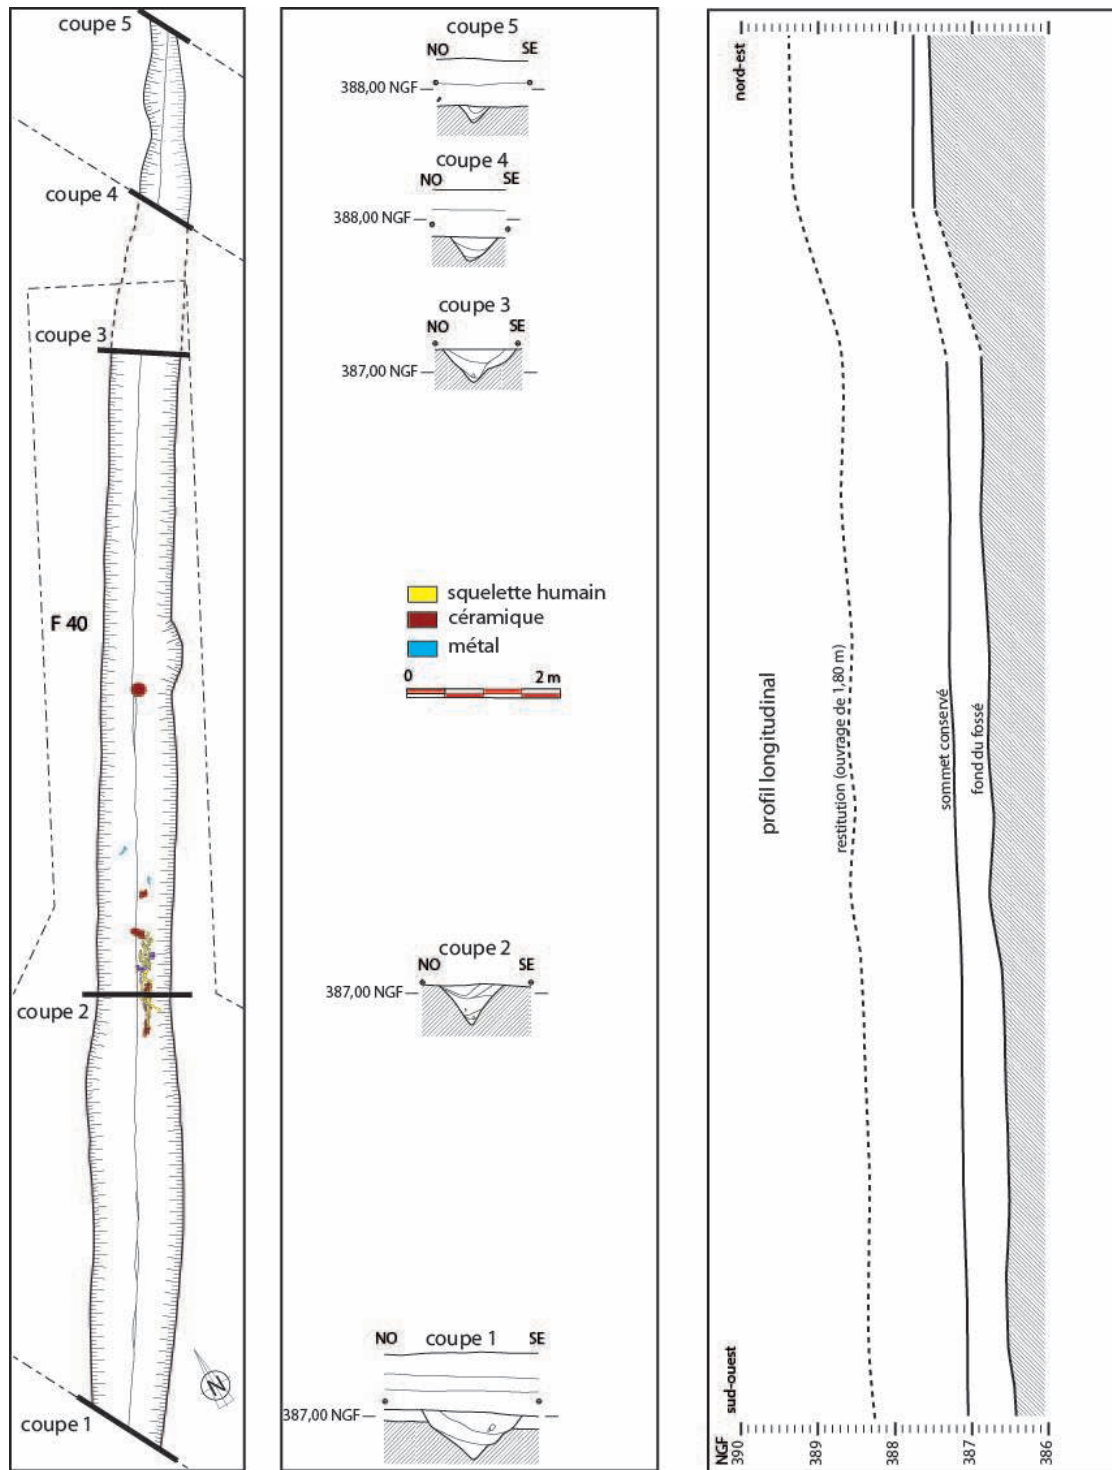 coupe 5
coupe 4
coupe 3
F 40
coupe 2
coupe 1
N
coupe 5
NO SE
388,00 NGF
coupe 4
NO SE
388,00 NGF
coupe 3
NO SE
387,00 NGF
squelette humain
céramique
métal
0 2 m
coupe 2
NO SE
387,00 NGF
coupe 1
NO SE
387,00 NGF
nord-est
profil longitudinal
restitution (ouvrage de 1,80 m)
sommet conservé
fond du fossé
sud-ouest
NGF
390
389
388
387
386